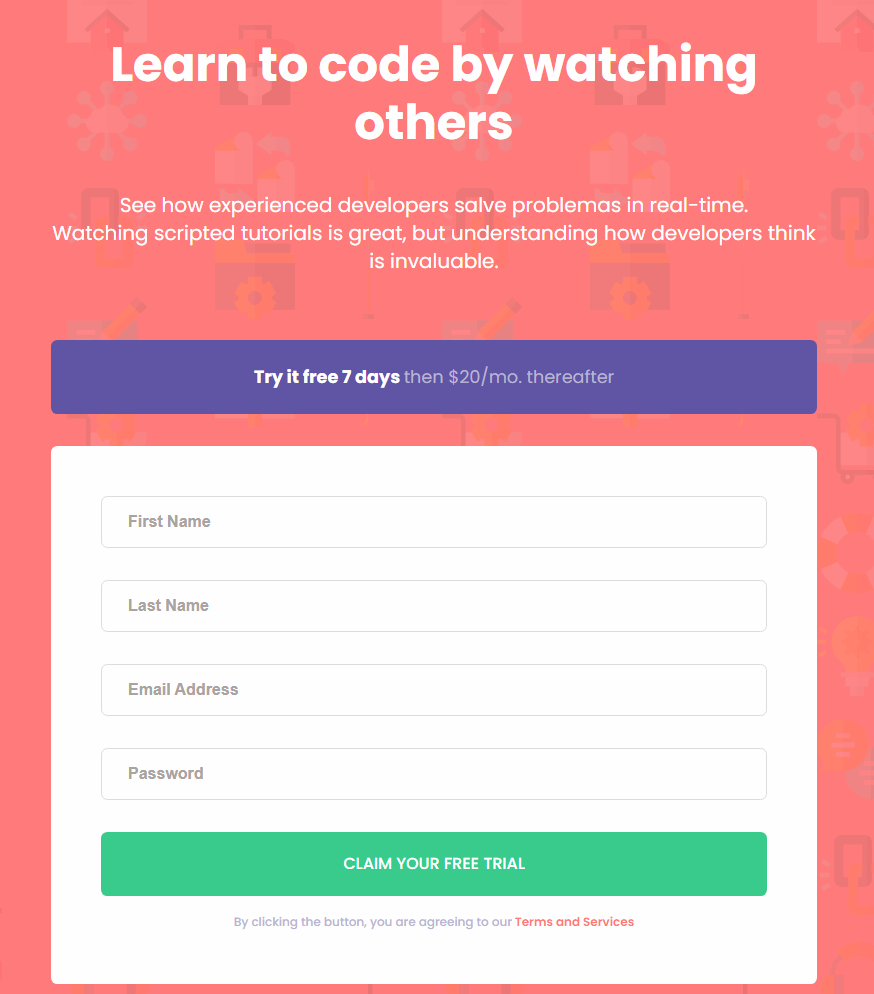 Learn to code by watching
others
See how experienced developers salve problemas in real-time.
Watching scripted tutorials is great, but understanding how developers think
is invaluable.
Try it free 7 days then $20/mo. thereafter
First Name
Last Name
Email Address
Password
CLAIM YOUR FREE TRIAL
By clicking the button, you are agreeing to our Terms and Services